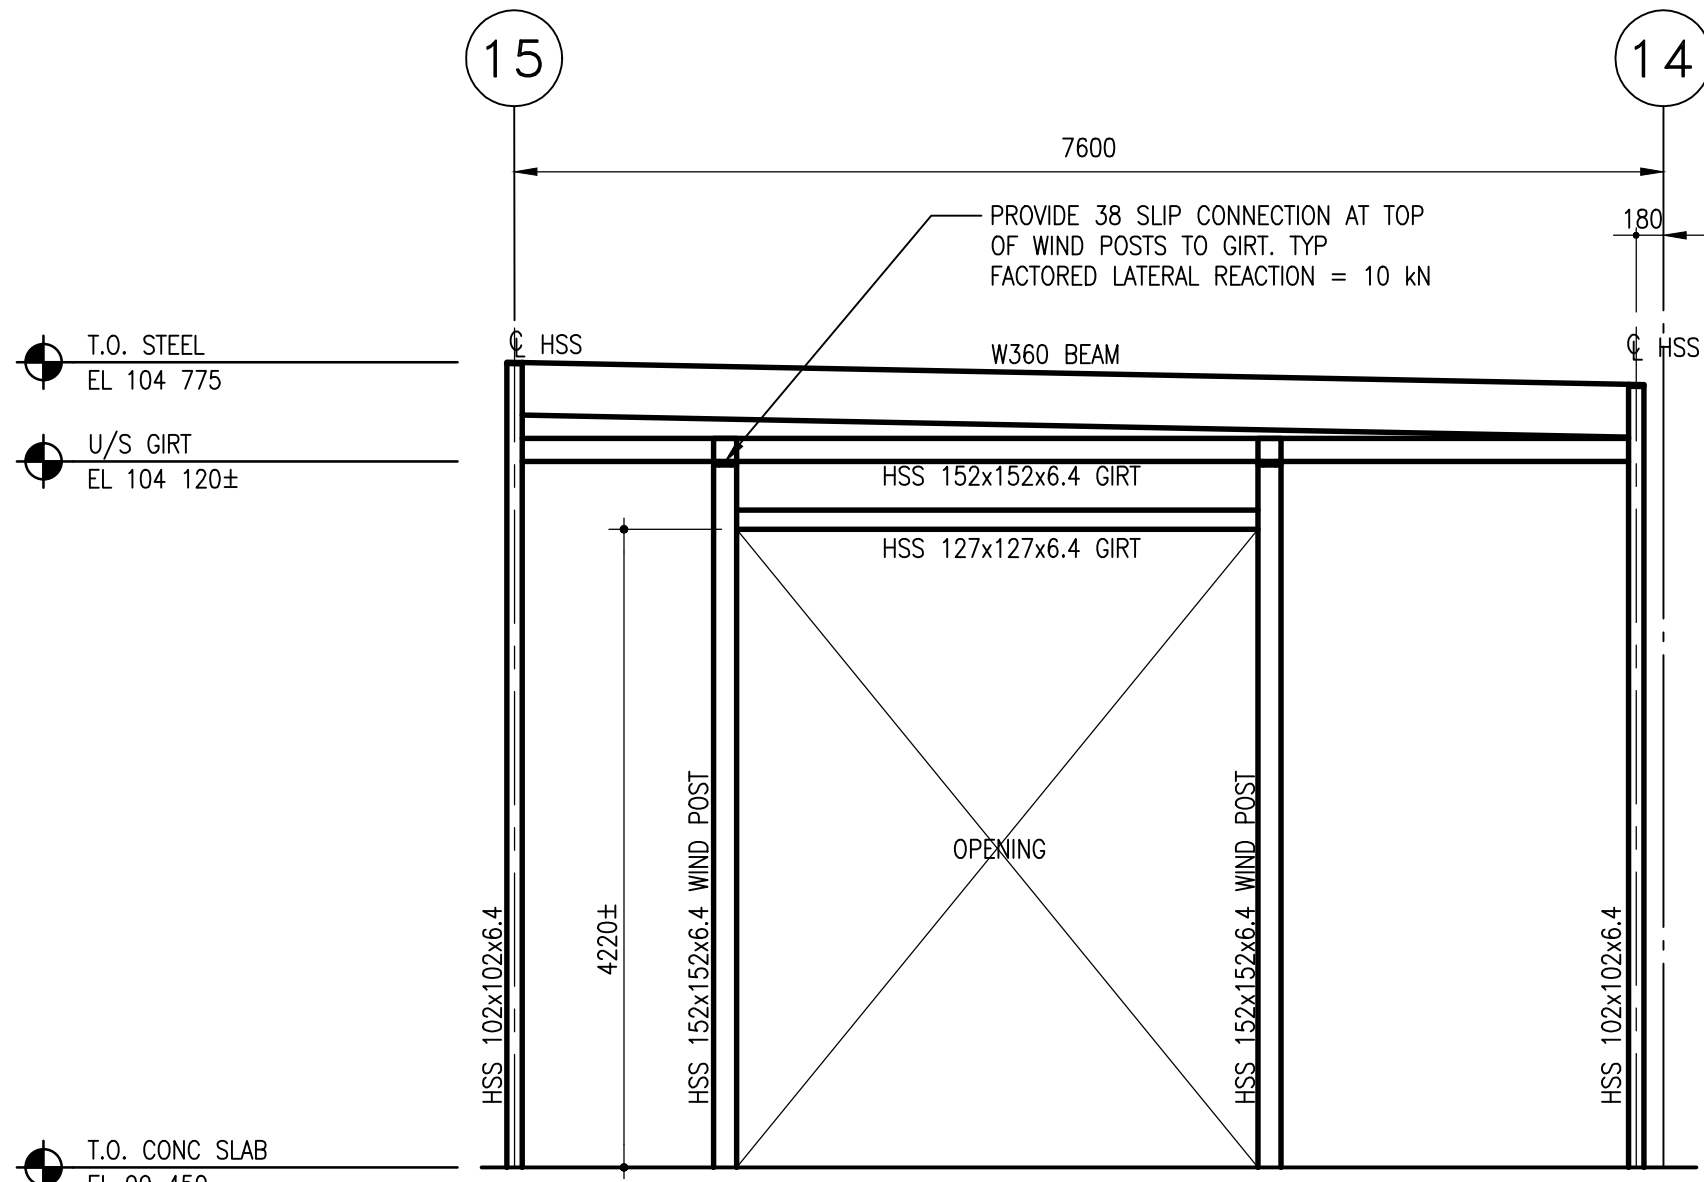 15
14
7600
180
PROVIDE 38 SLIP CONNECTION AT TOP
OF WIND POSTS TO GIRT. TYP
FACTORED LATERAL REACTION = 10 kN
T.O. STEEL
EL 104 775
℄ HSS
W360 BEAM
℄ HSS
U/S GIRT
EL 104 120±
HSS 152x152x6.4 GIRT
HSS 127x127x6.4 GIRT
OPENING
HSS 102x102x6.4
4220±
HSS 152x152x6.4 WIND POST
HSS 152x152x6.4 WIND POST
HSS 102x102x6.4
T.O. CONC SLAB
EL 99 450